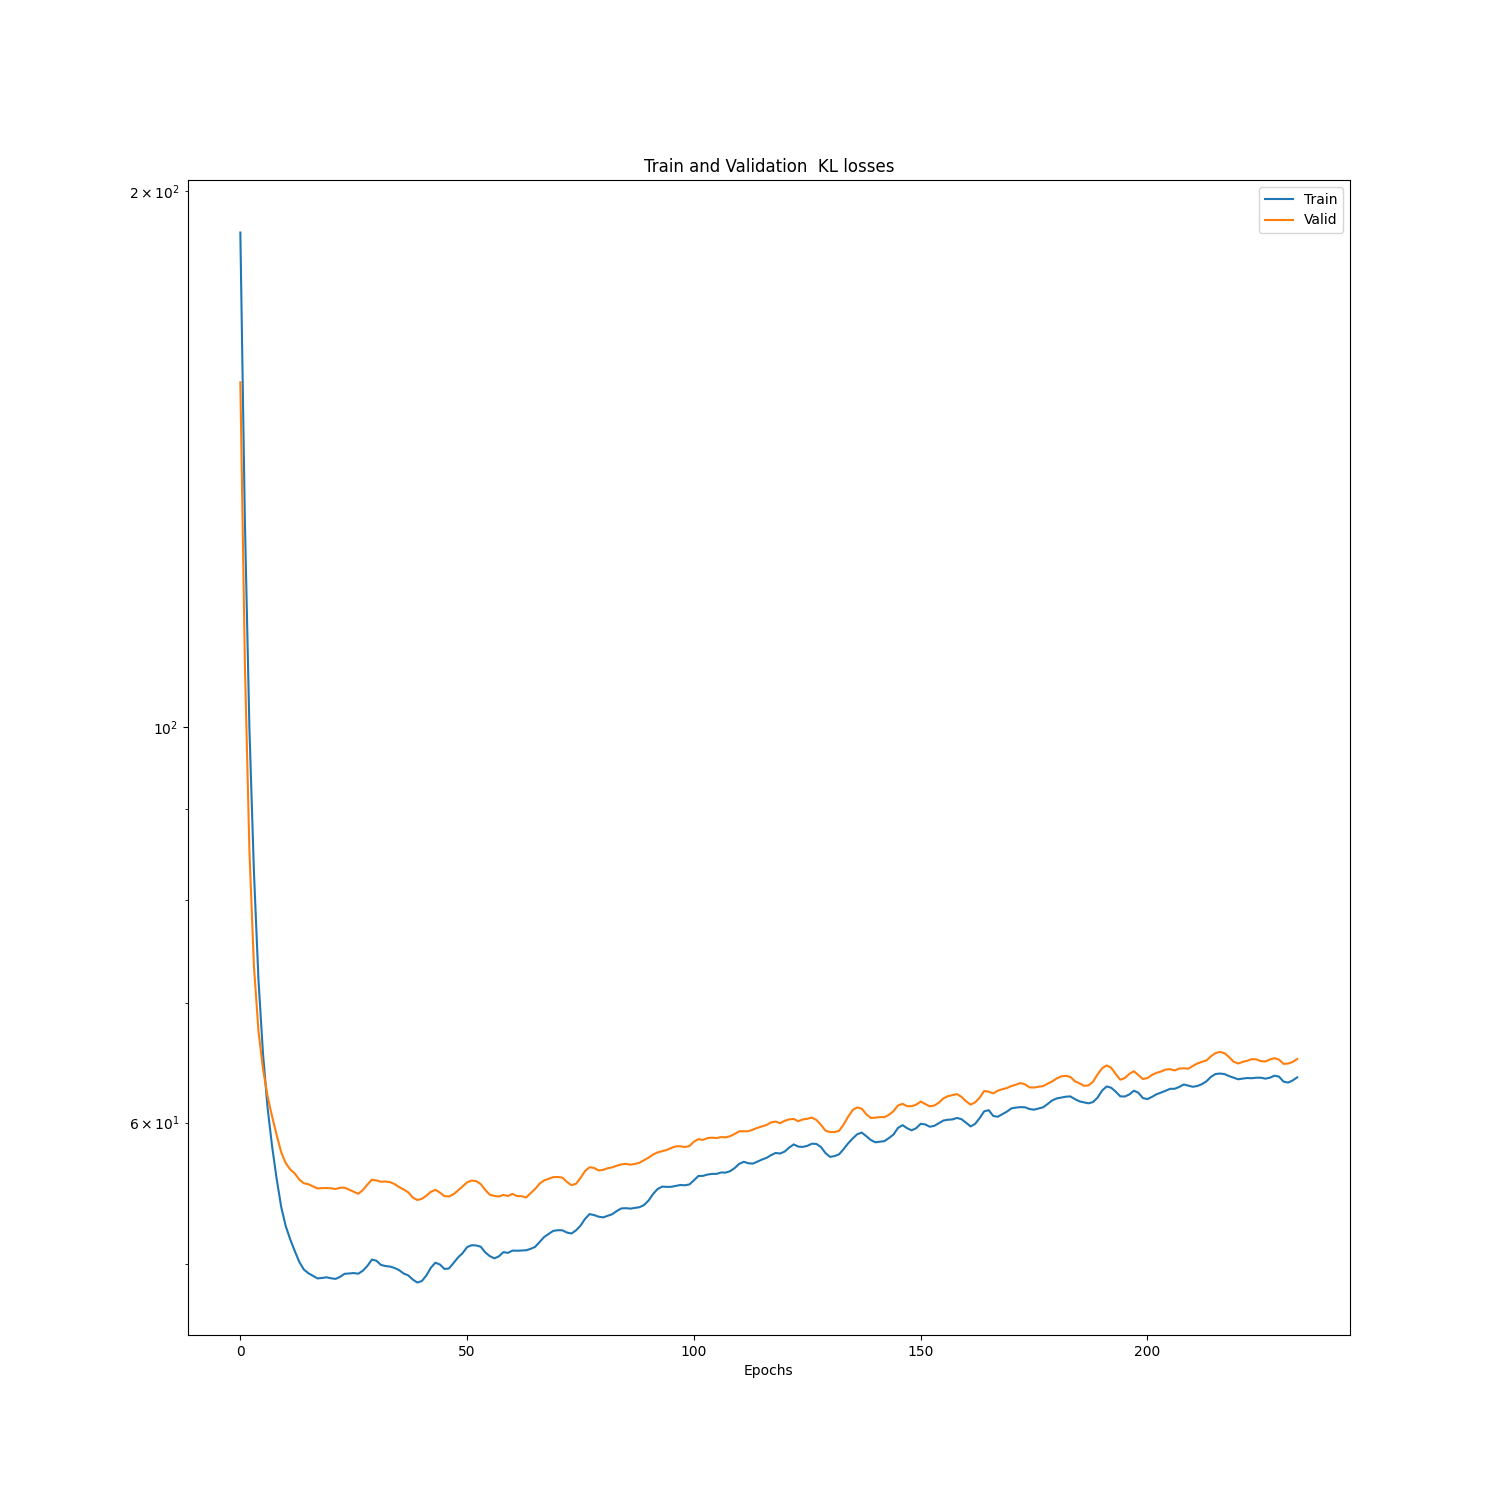 Train and Validation  KL losses
2 × 10²
10²
6 × 10¹
Train
Valid
0
50
100
150
200
Epochs